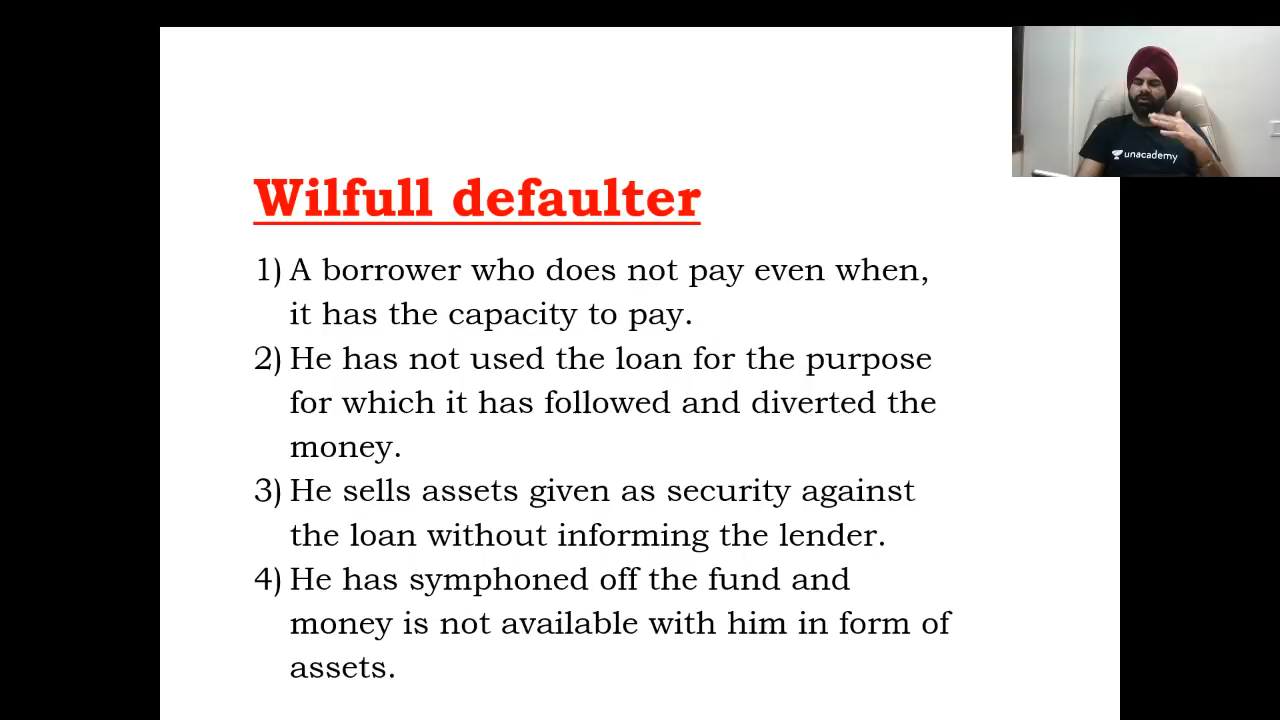 Wilfull defaulter
1) A borrower who does not pay even when,
it has the capacity to pay.
2) He has not used the loan for the purpose
for which it has followed and diverted the
money.
3) He sells assets given as security against
the loan without informing the lender.
4) He has symphoned off the fund and
money is not available with him in form of
assets.
unacademy